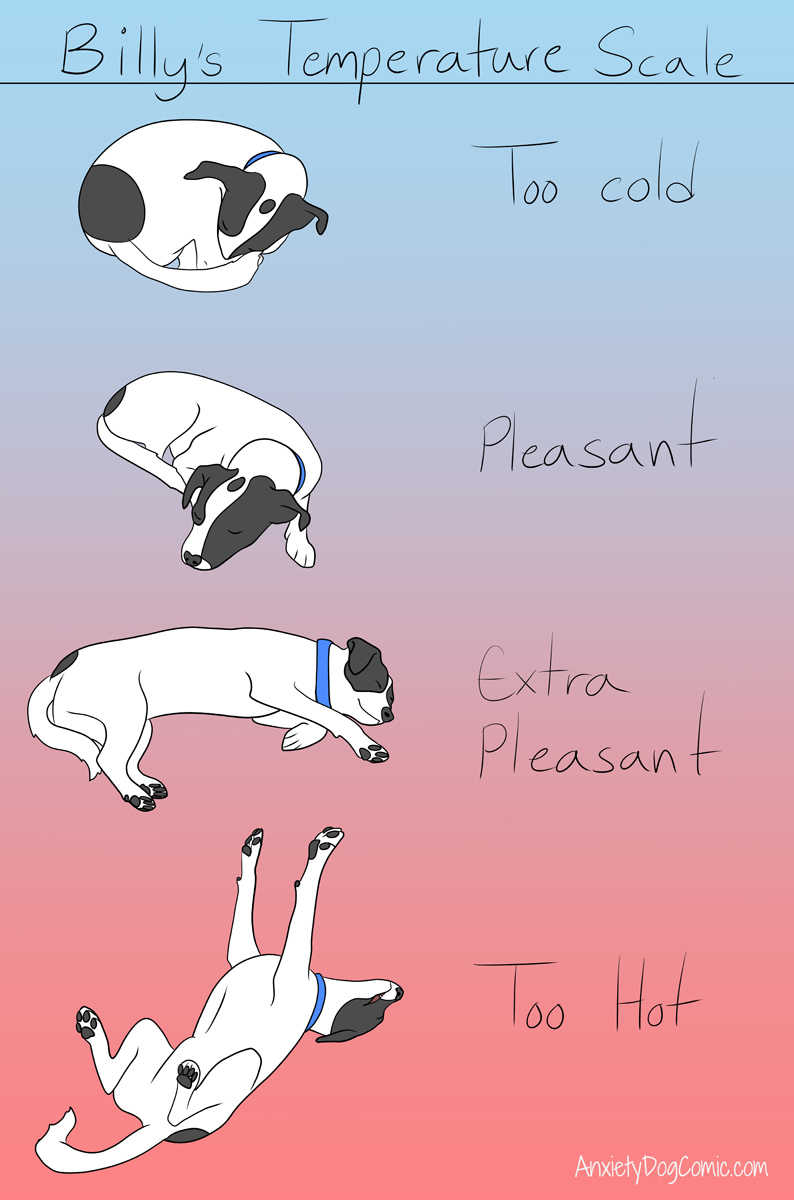 Billy's Temperature Scale
Too cold
Pleasant
Extra
Pleasant
Too Hot
AnxietyDogComic.com